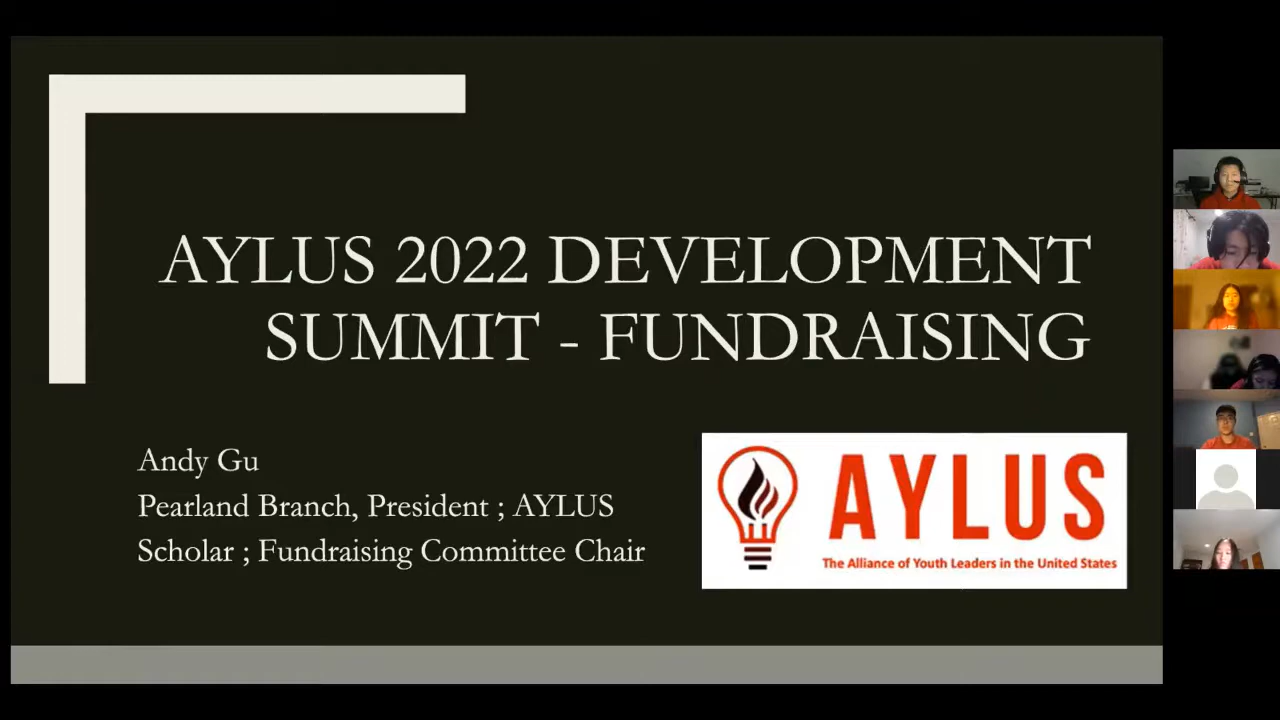 AYLUS 2022 DEVELOPMENT
SUMMIT - FUNDRAISING
Andy Gu
Pearland Branch, President ; AYLUS
Scholar ; Fundraising Committee Chair
AYLUS
The Alliance of Youth Leaders in the United States